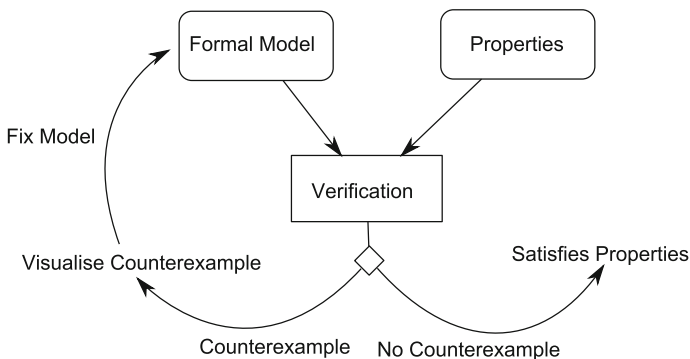 Formal Model
Properties
Fix Model
Verification
Visualise Counterexample
Satisfies Properties
Counterexample
No Counterexample